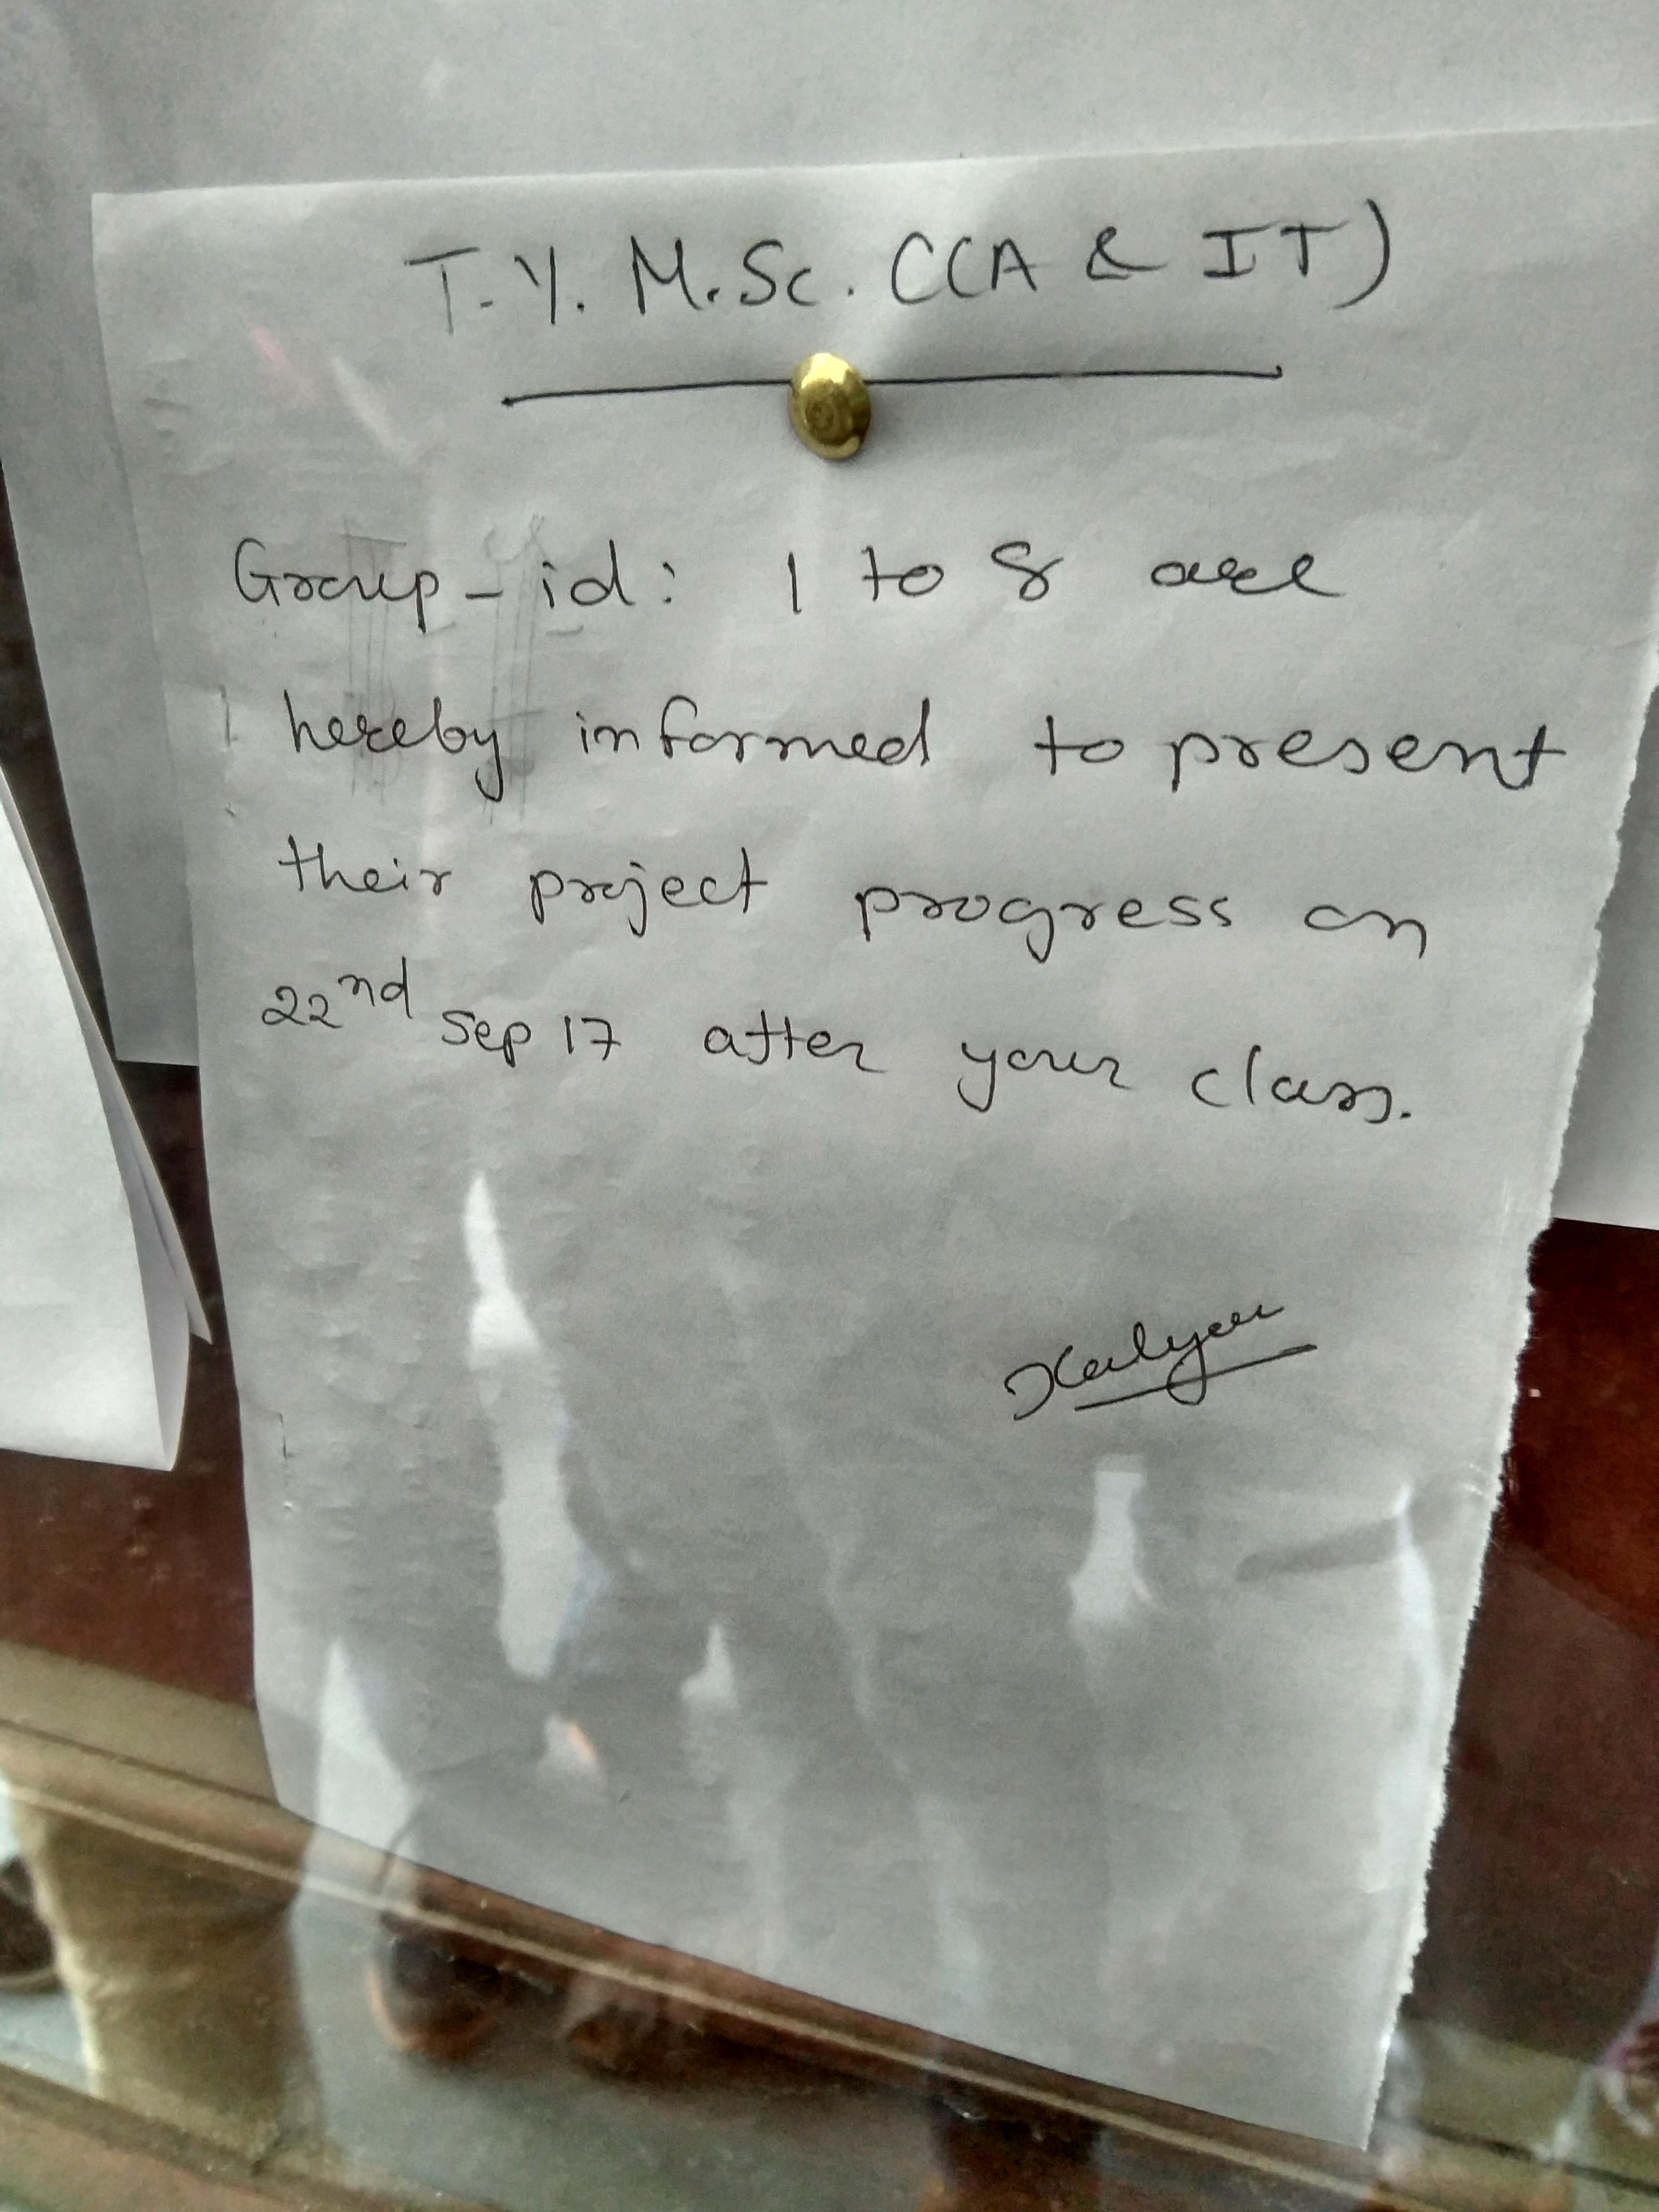 T.Y. M.Sc. (CA & IT)
Group-id: 1 to 8 are
hereby informed to present
their project progress on
22nd Sep 17 after your class.
Kalyan